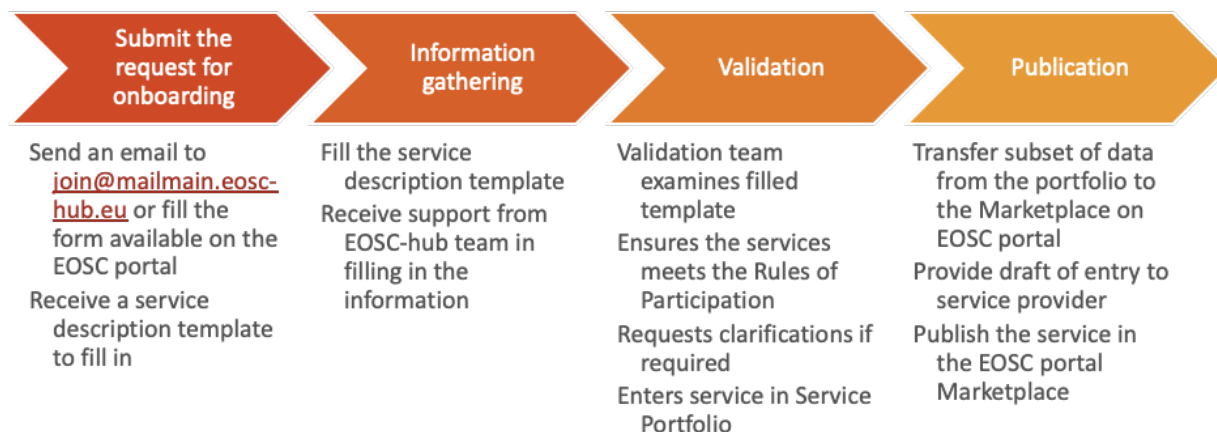 Submit the
request for
onboarding
Information
gathering
Validation
Publication
Send an email to
join@mailmain.eosc-
hub.eu or fill the
form available on the
EOSC portal
Receive a service
description template
to fill in
Fill the service
description template
Receive support from
EOSC-hub team in
filling in the
information
Validation team
examines filled
template
Ensures the services
meets the Rules of
Participation
Requests clarifications if
required
Enters service in Service
Portfolio
Transfer subset of data
from the portfolio to
the Marketplace on
EOSC portal
Provide draft of entry to
service provider
Publish the service in
the EOSC portal
Marketplace